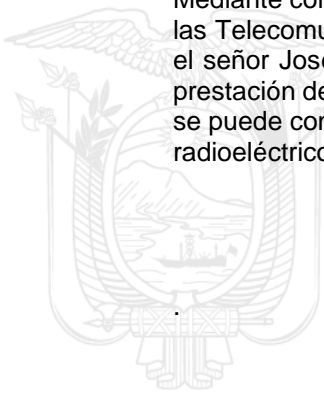 Mediante con
las Telecomu
el señor Jose
prestación de
se puede con
radioeléctrico
.